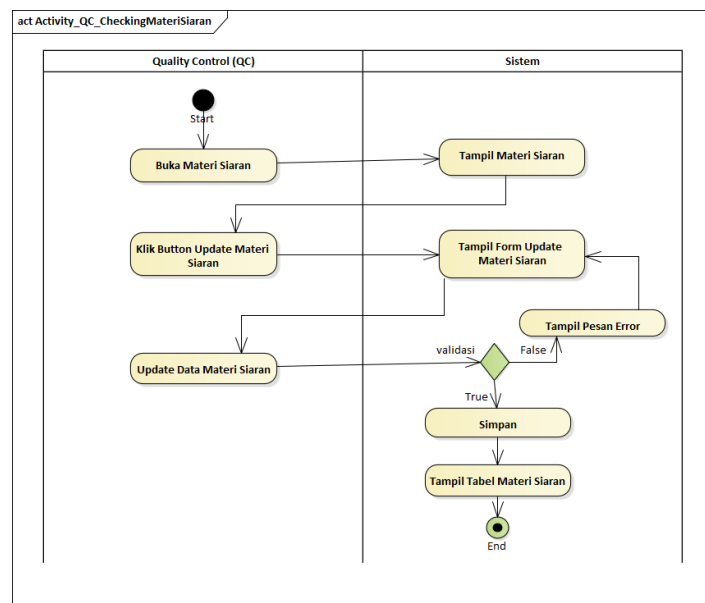 act Activity_QC_CheckingMateriSiaran
Quality Control (QC)
Sistem
Start
Buka Materi Siaran
Tampil Materi Siaran
Klik Button Update Materi
Siaran
Tampil Form Update
Materi Siaran
Tampil Pesan Error
validasi
False
Update Data Materi Siaran
True
Simpan
Tampil Tabel Materi Siaran
End